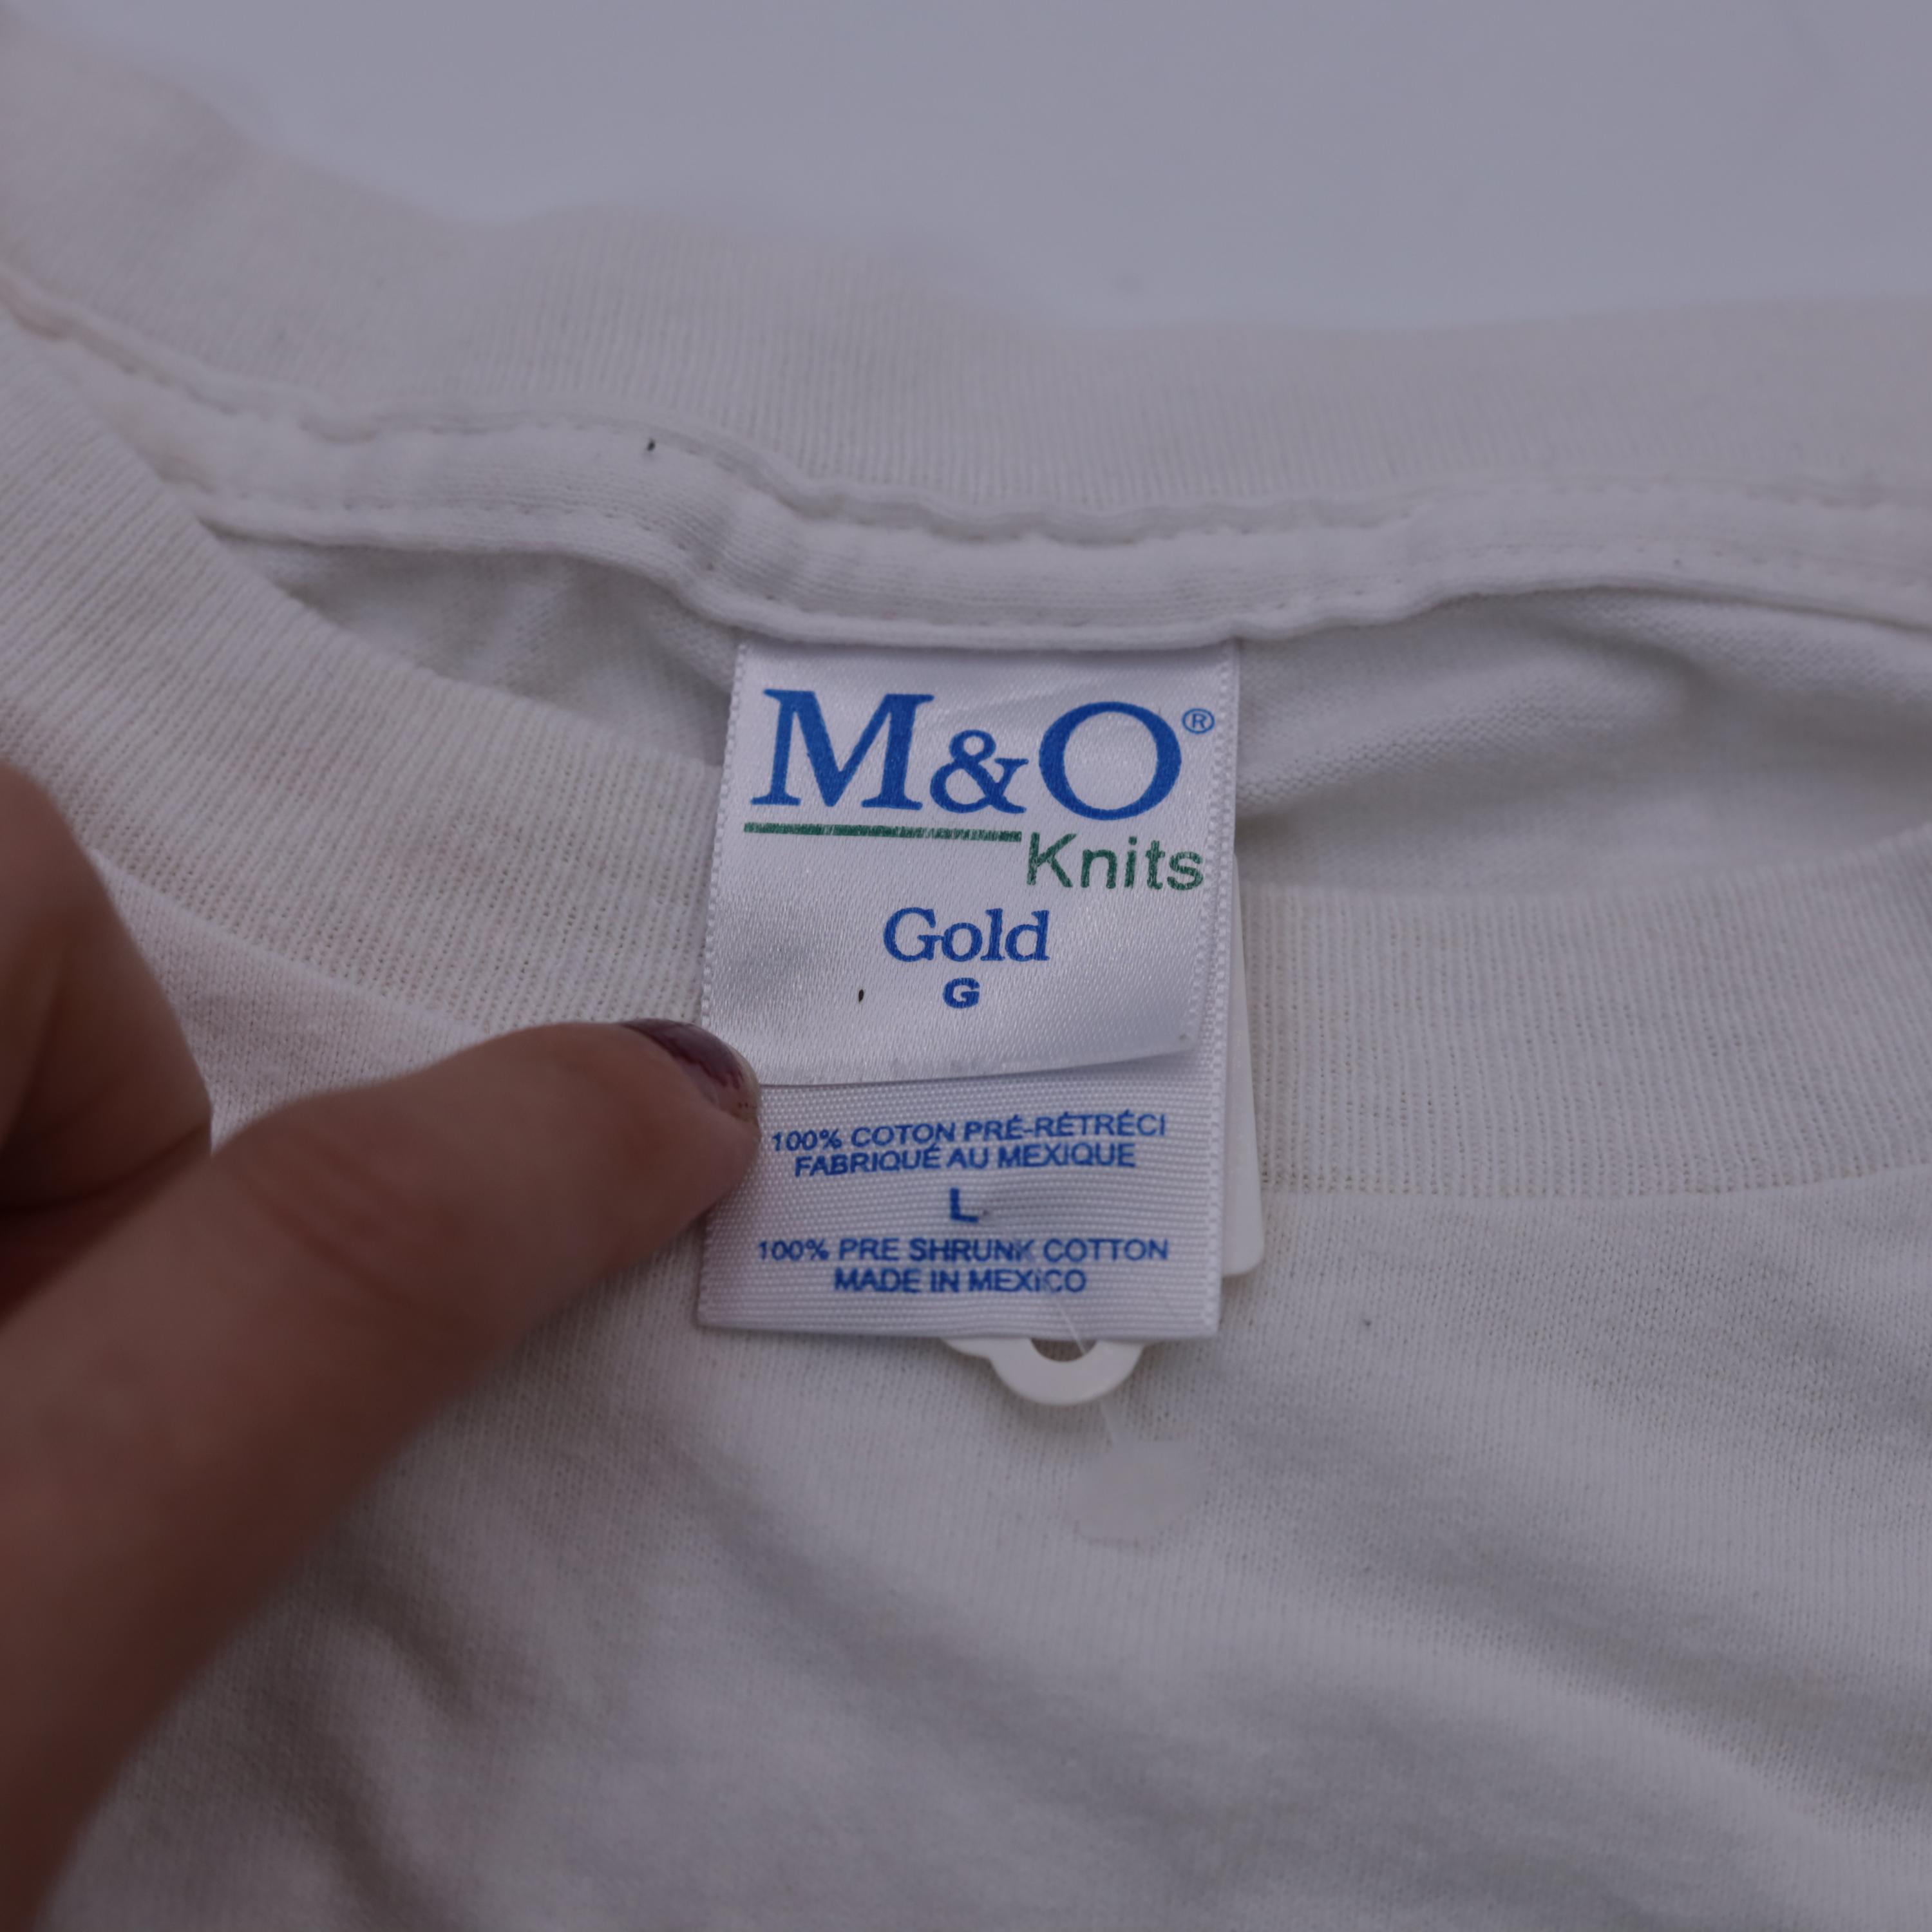 M&O®
Knits
Gold
G
100% COTON PRÉ-RÉTRÉCI
FABRIQUÉ AU MEXIQUE
L
100% PRE SHRUNK COTTON
MADE IN MEXICO